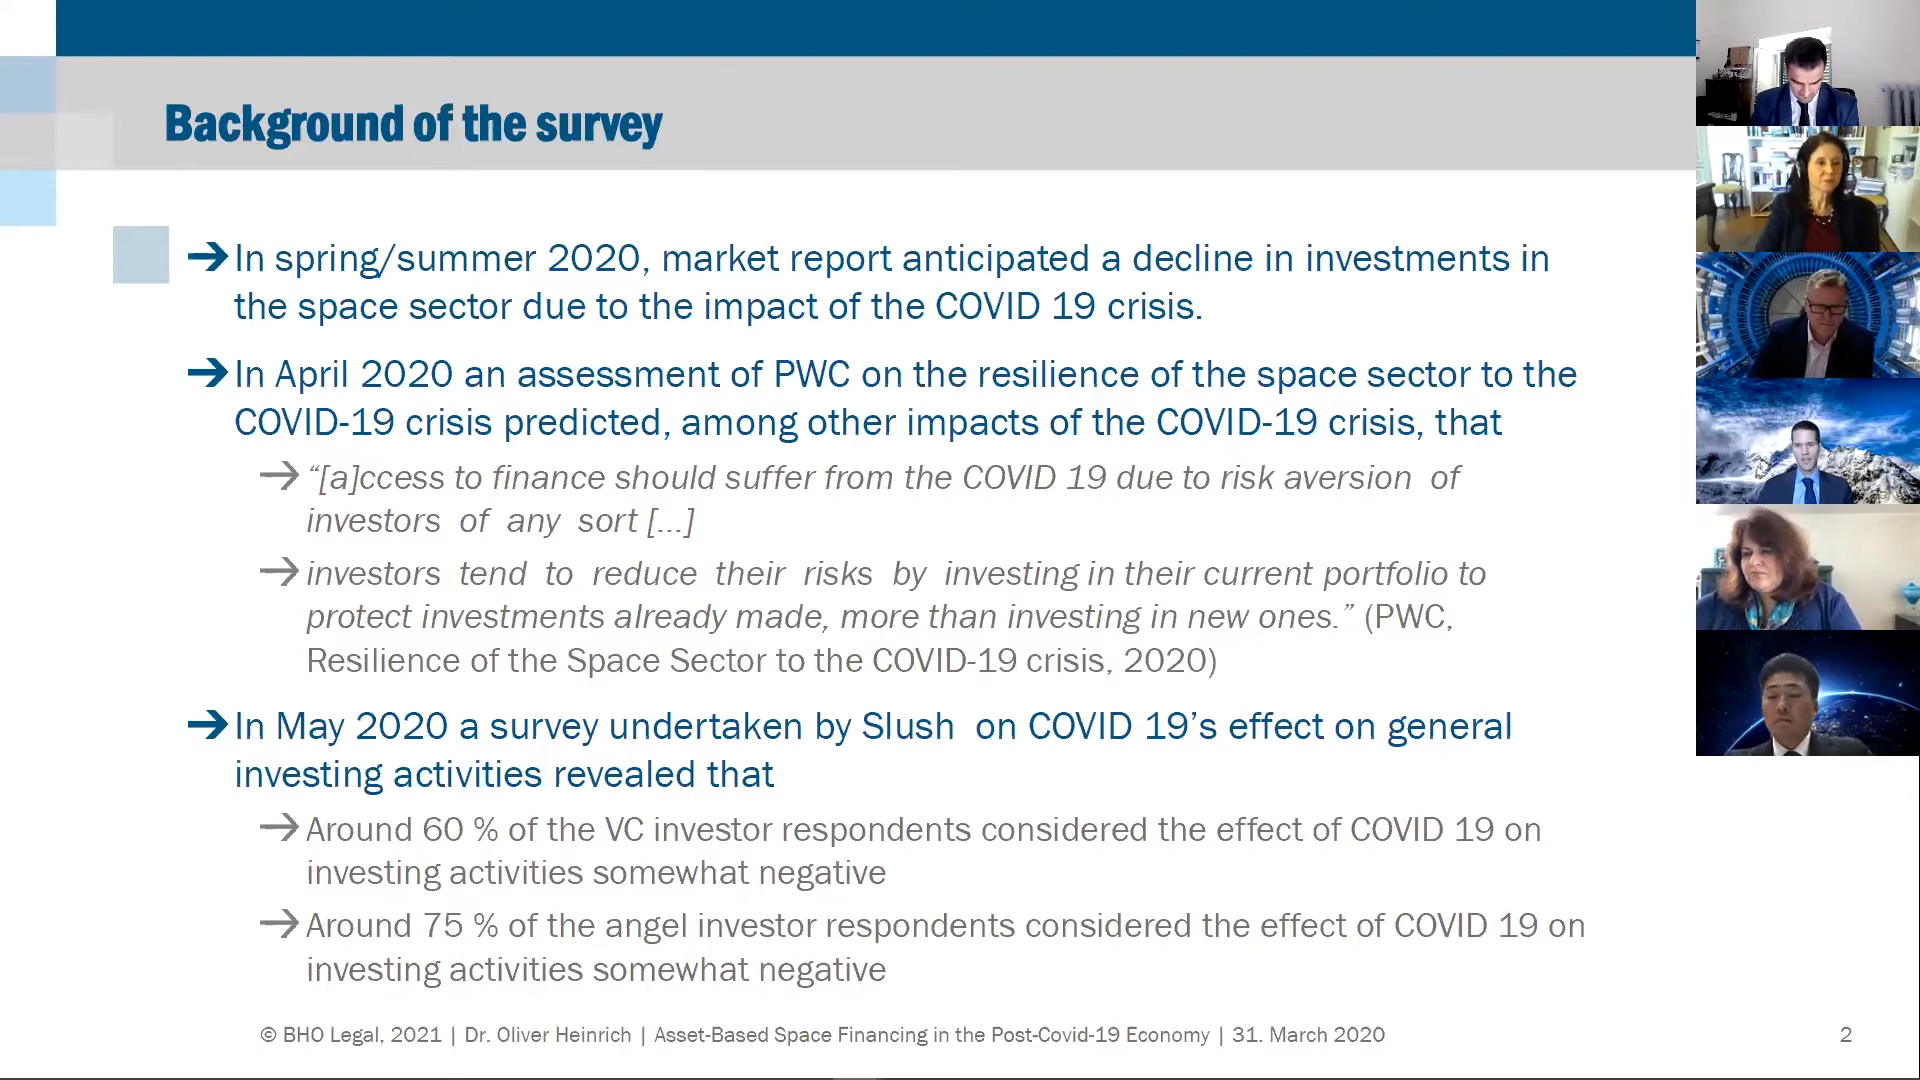 Background of the survey
In spring/summer 2020, market report anticipated a decline in investments in
the space sector due to the impact of the COVID 19 crisis.
In April 2020 an assessment of PWC on the resilience of the space sector to the
COVID-19 crisis predicted, among other impacts of the COVID-19 crisis, that
“[a]ccess to finance should suffer from the COVID 19 due to risk aversion of
investors of any sort [...]
investors tend to reduce their risks by investing in their current portfolio to
protect investments already made, more than investing in new ones.” (PWC,
Resilience of the Space Sector to the COVID-19 crisis, 2020)
In May 2020 a survey undertaken by Slush on COVID 19’s effect on general
investing activities revealed that
Around 60 % of the VC investor respondents considered the effect of COVID 19 on
investing activities somewhat negative
Around 75 % of the angel investor respondents considered the effect of COVID 19 on
investing activities somewhat negative
© BHO Legal, 2021 | Dr. Oliver Heinrich | Asset-Based Space Financing in the Post-Covid-19 Economy | 31. March 2020
2